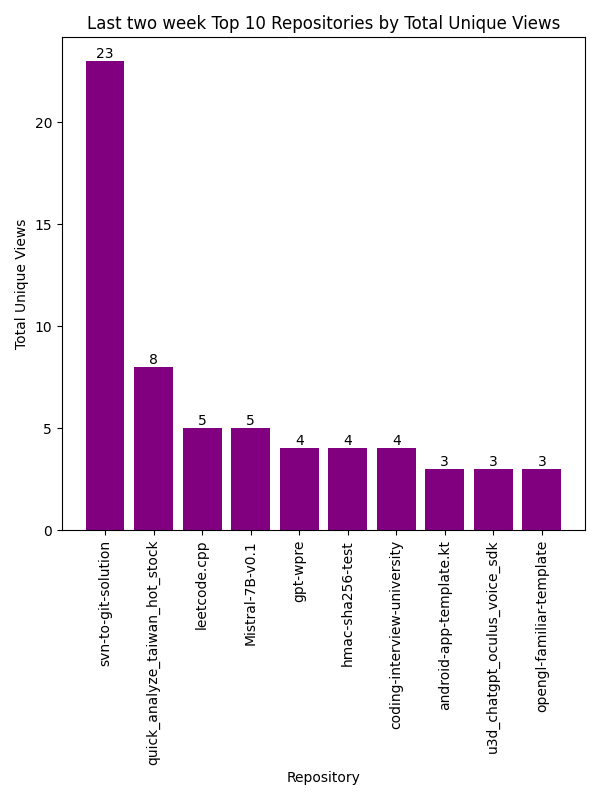 Last two week Top 10 Repositories by Total Unique Views
Total Unique Views
20
15
10
5
0
23
8
5
5
4
4
4
3
3
3
svn-to-git-solution
quick_analyze_taiwan_hot_stock
leetcode.cpp
Mistral-7B-v0.1
gpt-wpre
hmac-sha256-test
coding-interview-university
android-app-template.kt
u3d_chatgpt_oculus_voice_sdk
opengl-familiar-template
Repository